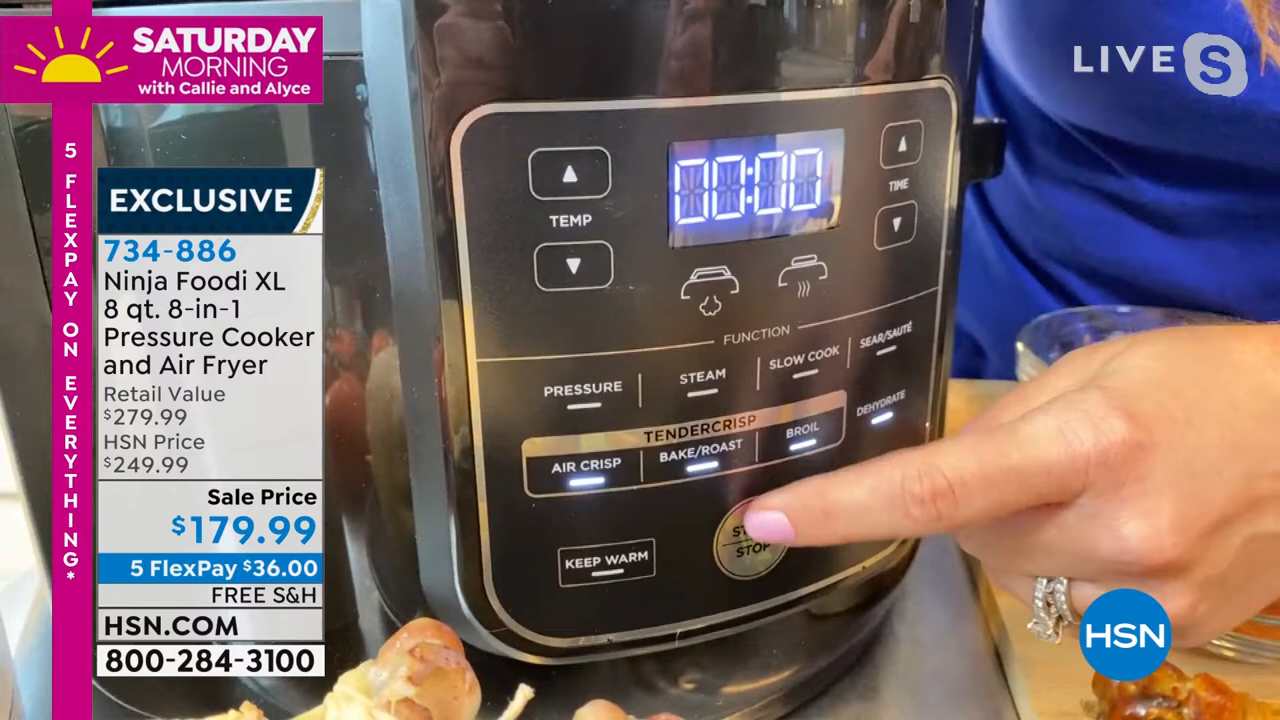 SATURDAY
MORNING
with Callie and Alyce
5 FLEXPAY ON EVERYTHING*
EXCLUSIVE
734-886
Ninja Foodi XL
8 qt. 8-in-1
Pressure Cooker
and Air Fryer
Retail Value
$279.99
HSN Price
$249.99
Sale Price
$179.99
5 FlexPay $36.00
FREE S&H
HSN.COM
800-284-3100
LIVE S
00:00
TEMP
TIME
FUNCTION
PRESSURE
STEAM
SLOW COOK
SEAR/SAUTÉ
TENDERCRISP
AIR CRISP
BAKE/ROAST
BROIL
DEHYDRATE
KEEP WARM
STOP
HSN